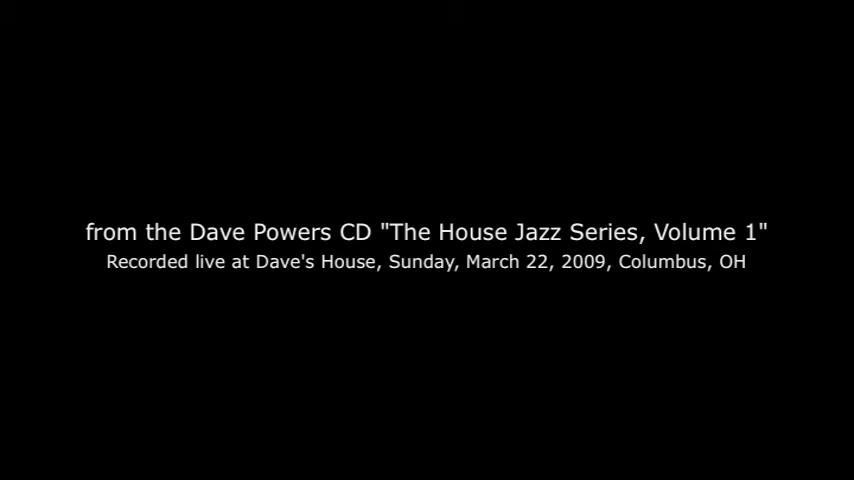 from the Dave Powers CD "The House Jazz Series, Volume 1"
Recorded live at Dave's House, Sunday, March 22, 2009, Columbus, OH